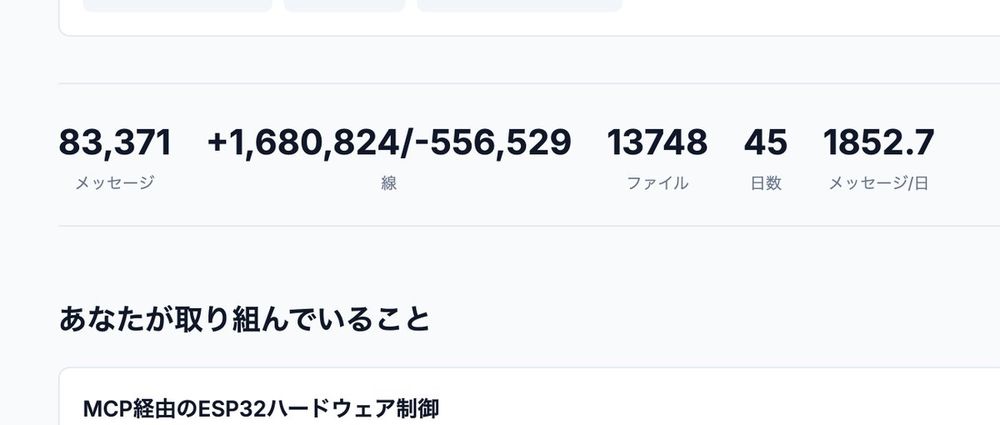 83,371 +1,680,824/-556,529 13748 45 1852.7
メッセージ 線 ファイル 日数 メッセージ/日
あなたが取り組んでいること
MCP経由のESP32ハードウェア制御